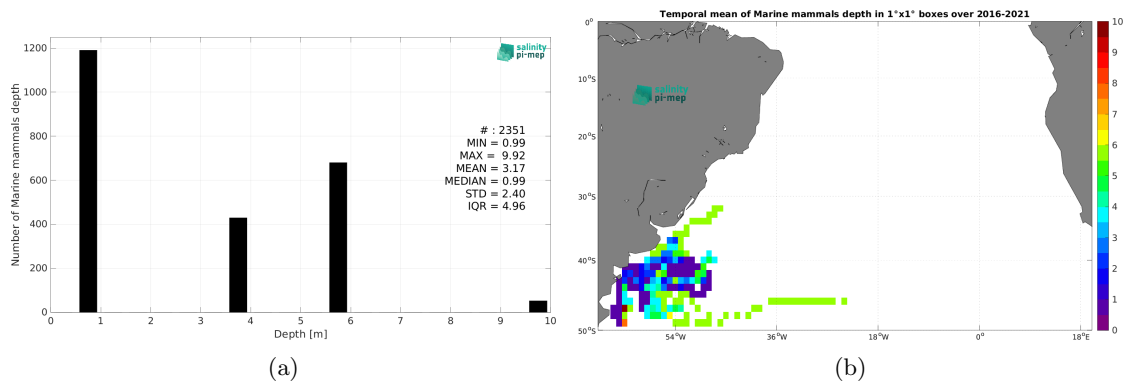 1200
1000
800
600
400
200
0
Number of Marine mammals depth
salinity
pi-mep
# : 2351
MIN = 0.99
MAX = 9.92
MEAN = 3.17
MEDIAN = 0.99
STD = 2.40
IQR = 4.96
0 1 2 3 4 5 6 7 8 9 10
Depth [m]
(a)
Temporal mean of Marine mammals depth in 1°x1° boxes over 2016-2021
0°
10°S
20°S
30°S
40°S
50°S
salinity
pi-mep
54°W 36°W 18°W 0° 18°E
10
9
8
7
6
5
4
3
2
1
0
(b)